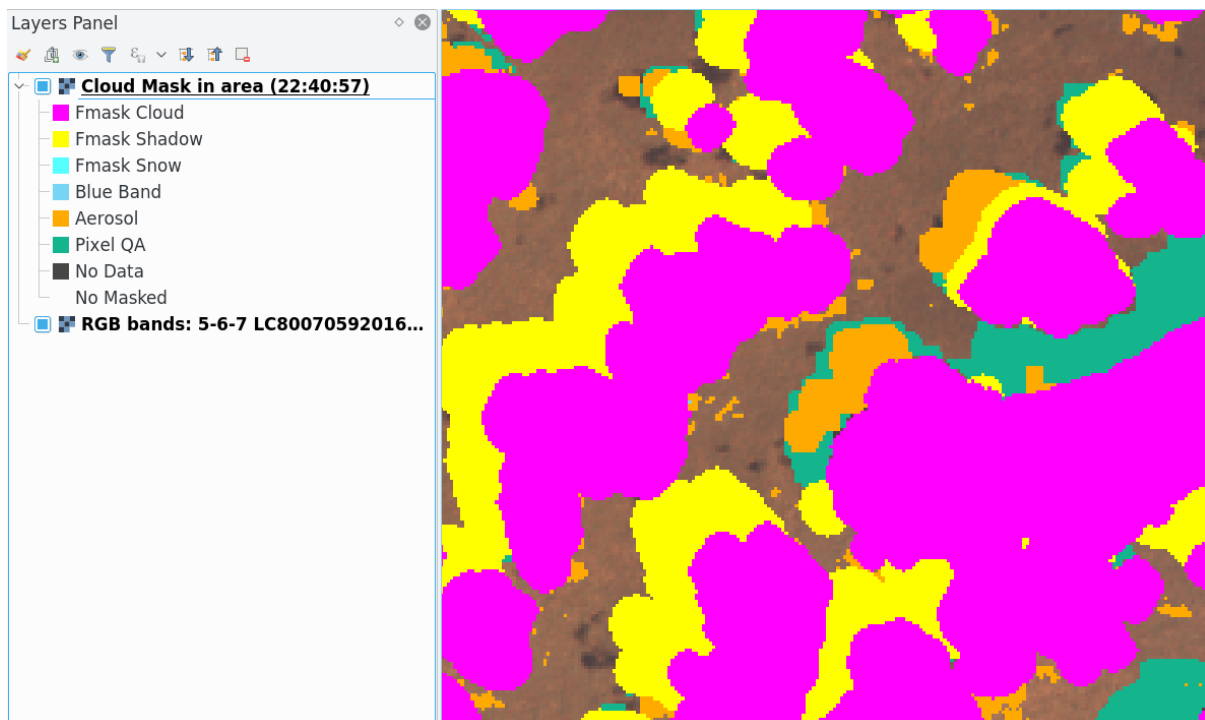 Layers Panel
Cloud Mask in area (22:40:57)
Fmask Cloud
Fmask Shadow
Fmask Snow
Blue Band
Aerosol
Pixel QA
No Data
No Masked
RGB bands: 5-6-7 LC80070592016...